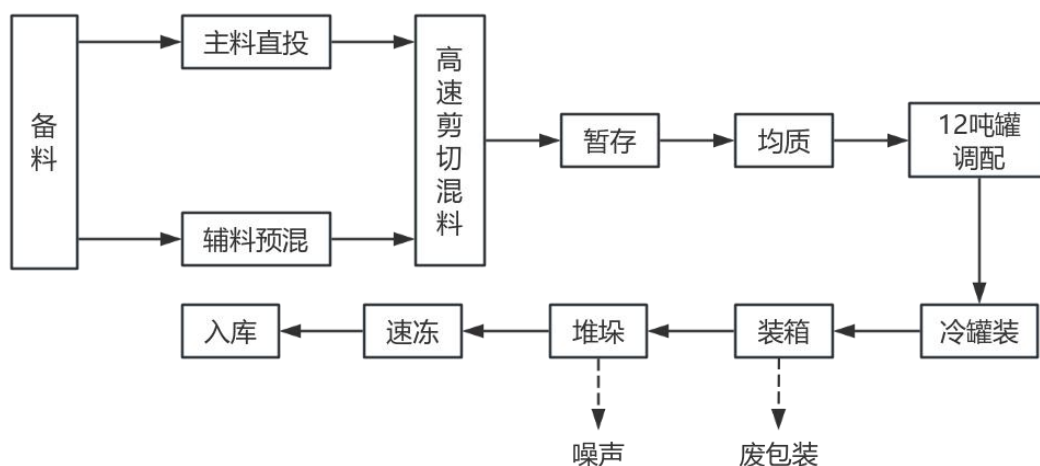 备料
主料直投
辅料预混
高速剪切混料
暂存
均质
12吨罐
调配
入库
速冻
堆垛
装箱
冷罐装
噪声
废包装